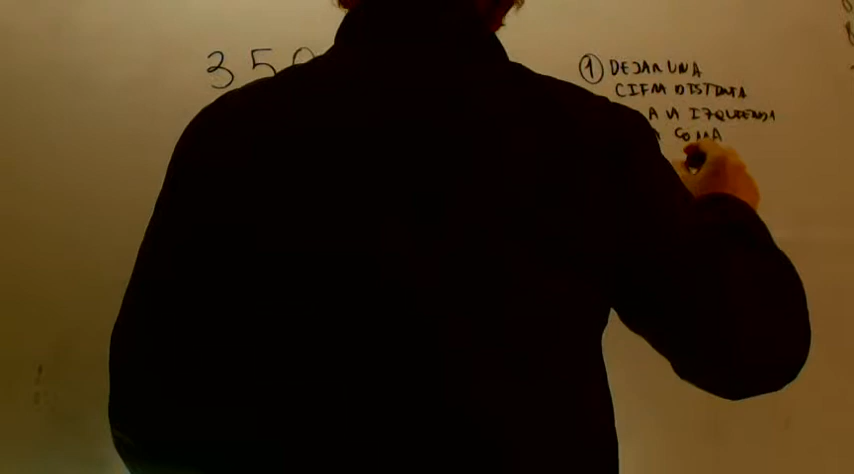 350
① DEJAR UNA
CIFRA DISTINTA
A LA IZQUIERDA
COMA